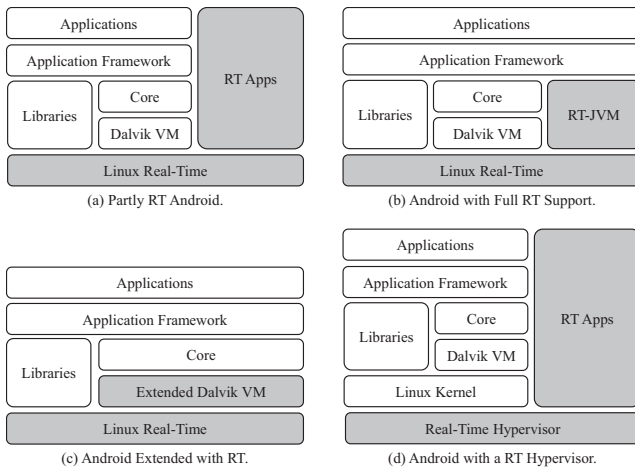 Applications
Application Framework
Libraries
Core
Dalvik VM
RT Apps
Linux Real-Time
(a) Partly RT Android.
Applications
Application Framework
Libraries
Core
Dalvik VM
RT-JVM
Linux Real-Time
(b) Android with Full RT Support.
Applications
Application Framework
Libraries
Core
Extended Dalvik VM
Linux Real-Time
(c) Android Extended with RT.
Applications
Application Framework
Libraries
Core
Dalvik VM
Linux Kernel
RT Apps
Real-Time Hypervisor
(d) Android with a RT Hypervisor.